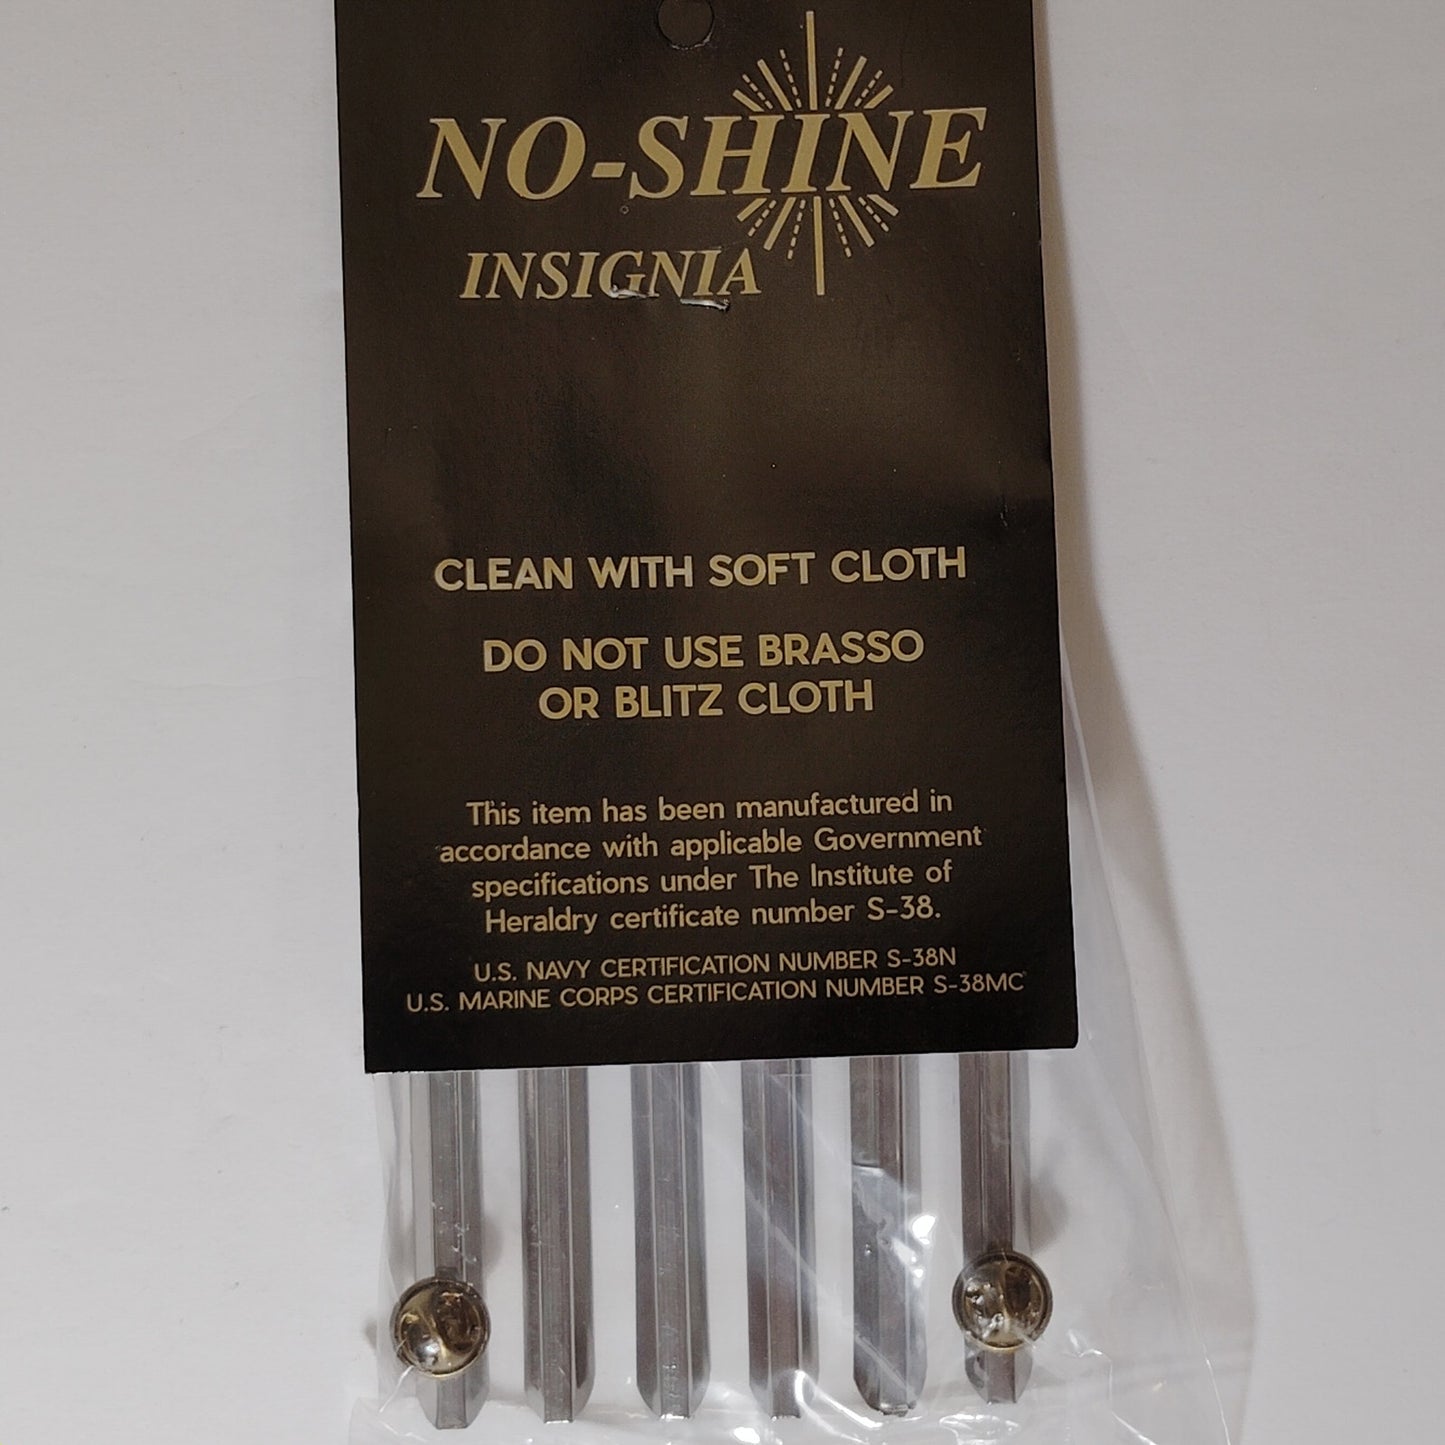 NO-SHINE
INSIGNIA
CLEAN WITH SOFT CLOTH
DO NOT USE BRASSO
OR BLITZ CLOTH
This item has been manufactured in
accordance with applicable Government
specifications under The Institute of
Heraldry certificate number S-38.
U.S. NAVY CERTIFICATION NUMBER S-38N
U.S. MARINE CORPS CERTIFICATION NUMBER S-38MC